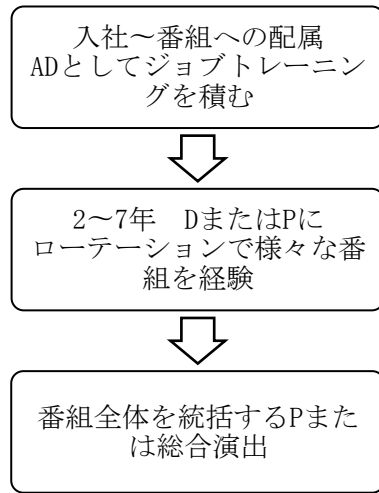 入社～番組への配属
ADとしてジョブトレーニン
グを積む
2～7年　DまたはPに
ローテーションで様々な番
組を経験
番組全体を統括するPまた
は総合演出